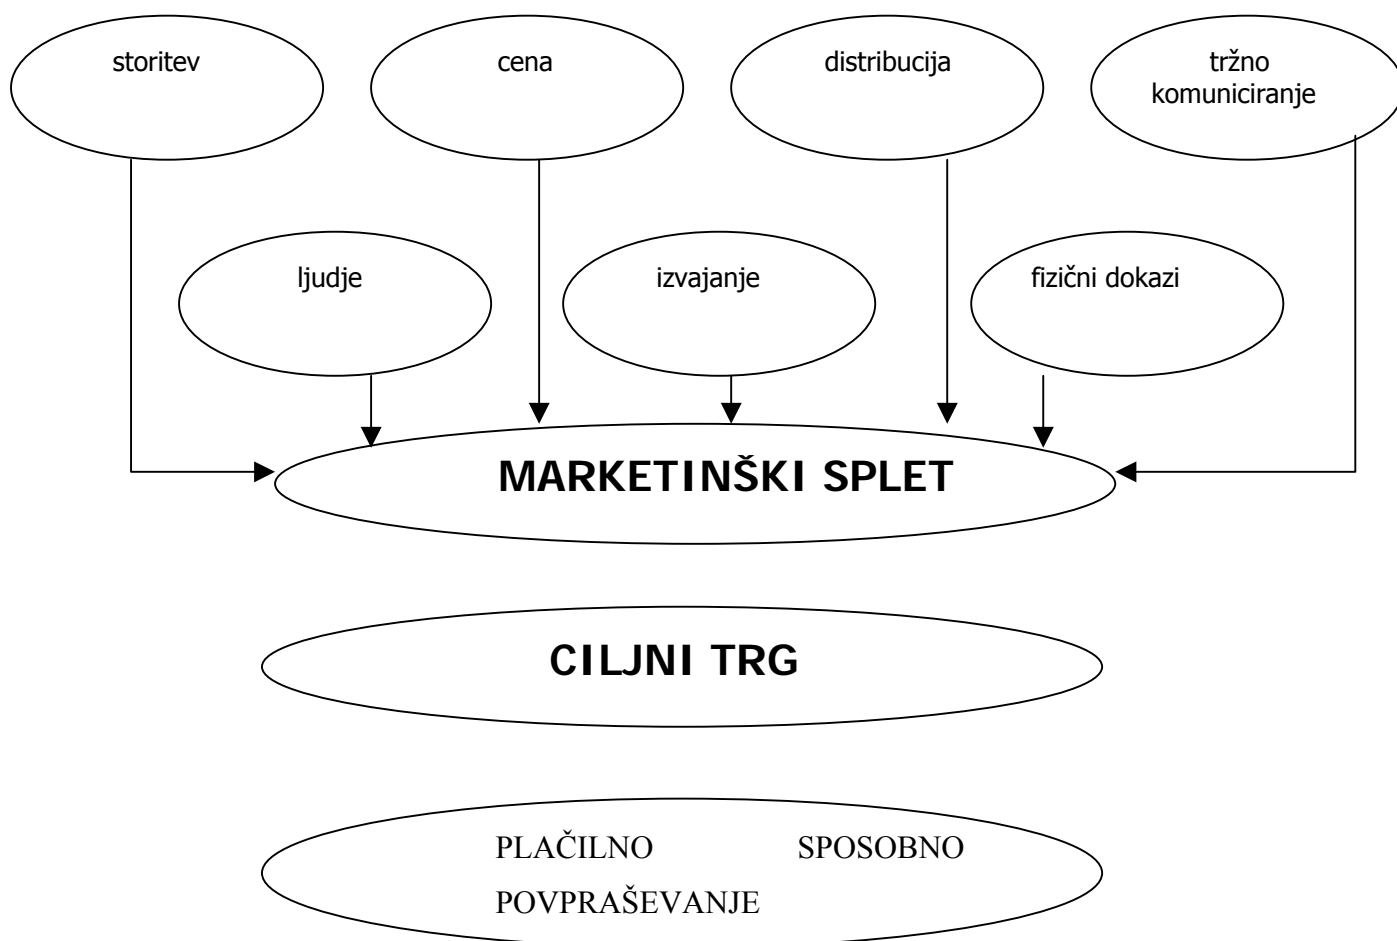 storitev
cena
distribucija
tržno
komuniciranje
ljudje
izvajanje
fizični dokazi
MARKETINŠKI SPLET
CILJNI TRG
PLAČILNO SPOSOBNO
POVPRAŠEVANJE